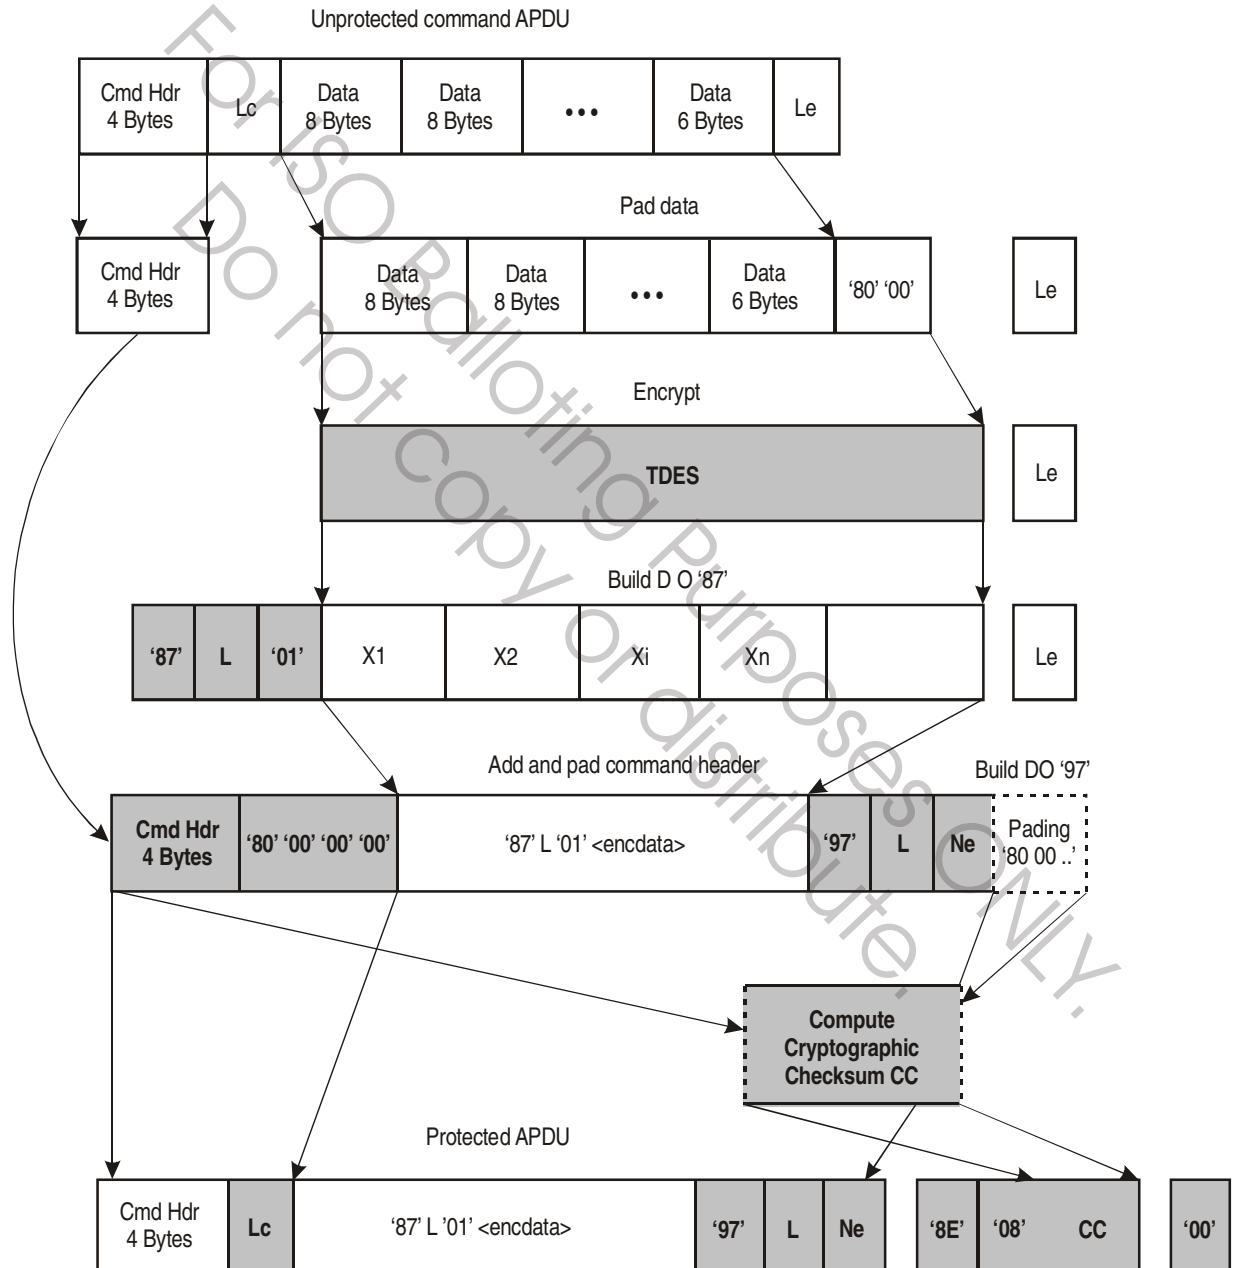 Unprotected command APDU
Cmd Hdr
4 Bytes
Lc
Data
8 Bytes
Data
8 Bytes
•••
Data
6 Bytes
Le
Pad data
Cmd Hdr
4 Bytes
Data
8 Bytes
Data
8 Bytes
•••
Data
6 Bytes
‘80’ ‘00’
Le
Encrypt
TDES
Le
Build D O ‘87’
‘87’
L
‘01’
X1
X2
Xi
Xn
Le
Add and pad command header
Build DO ‘97’
Cmd Hdr
4 Bytes
‘80’ ‘00’ ‘00’ ‘00’
‘87’ L ‘01’ <encdata>
‘97’
L
Ne
Pading
‘80 00 ..’
Compute
Cryptographic
Checksum CC
Protected APDU
Cmd Hdr
4 Bytes
Lc
‘87’ L ’01’ <encdata>
‘97’
L
Ne
‘8E’
‘08’
CC
‘00’
For ISO Balloting Purposes ONLY.
Do not copy or distribute.